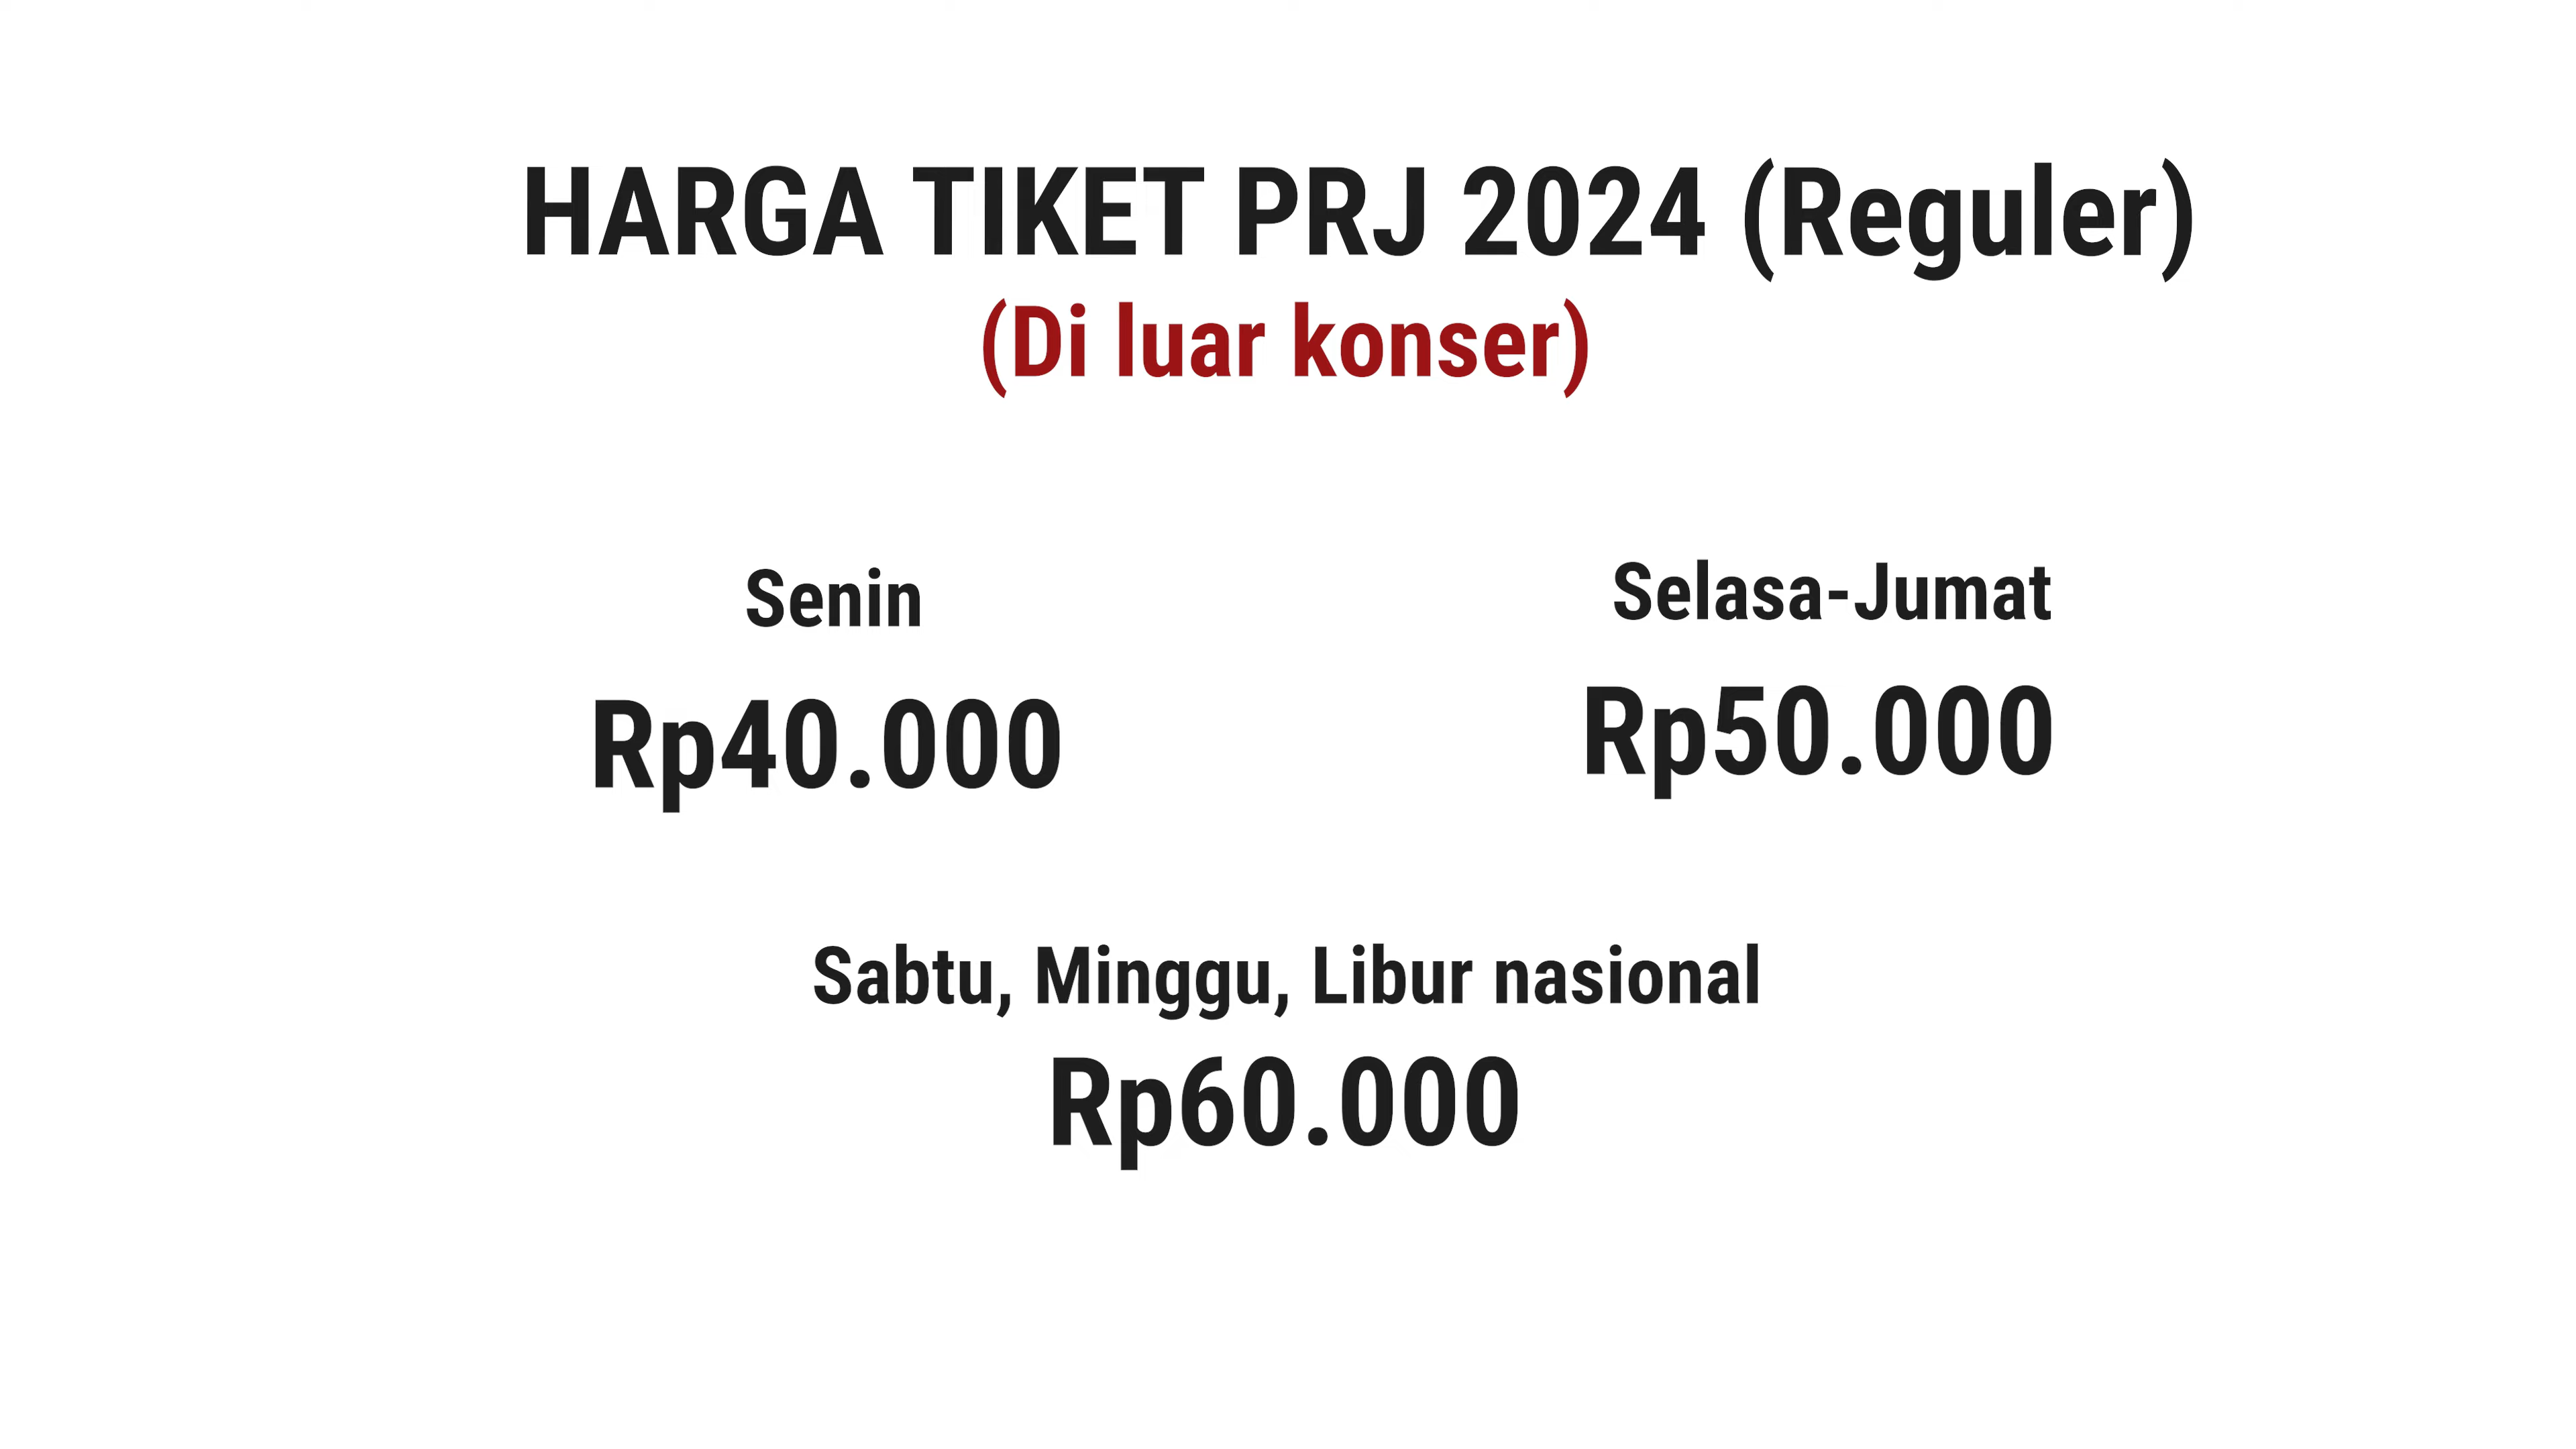 HARGA TIKET PRJ 2024 (Reguler)
(Di luar konser)
Senin
Rp40.000
Selasa-Jumat
Rp50.000
Sabtu, Minggu, Libur nasional
Rp60.000